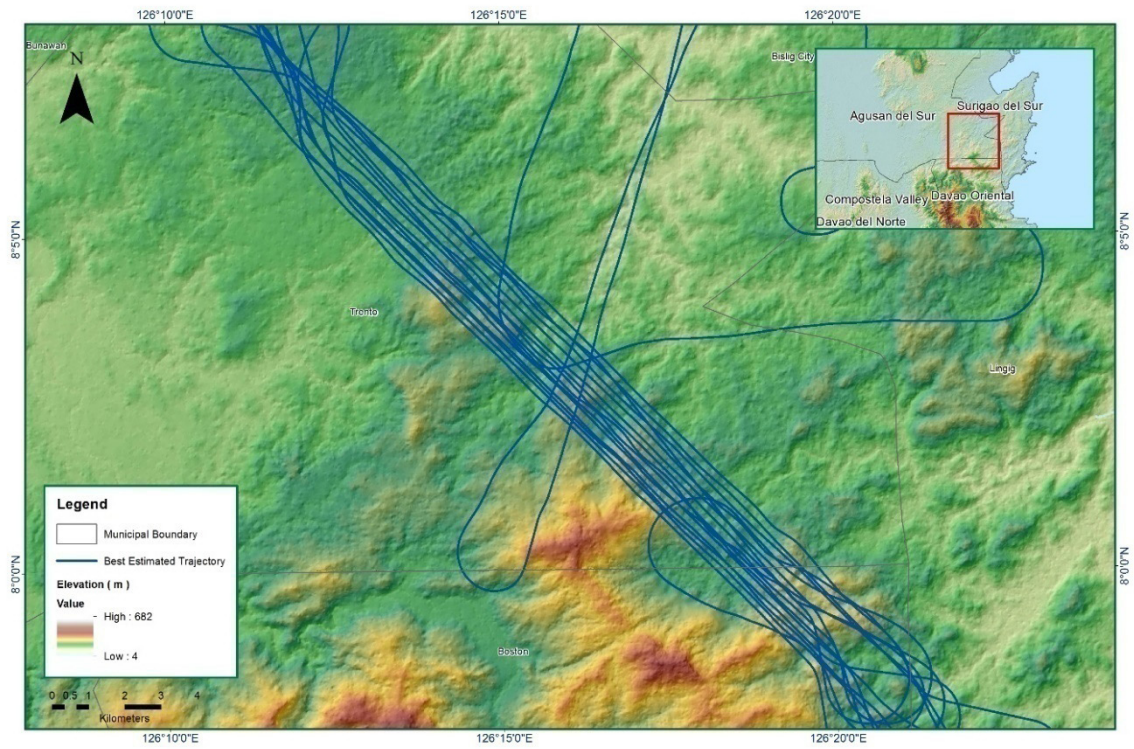 126°10'0"E 126°15'0"E 126°20'0"E
Bunawan
N
Bislig City
Surigao del Sur
Agusan del Sur
Compostela Valley
Davao Oriental
Davao del Norte
8°5'0"N 8°5'0"N
Trento
Lingig
Legend
Municipal Boundary
Best Estimated Trajectory
Elevation ( m )
Value
High : 682
Low : 4
8°0'0"N 8°0'0"N
Boston
0 0.5 1 2 3 4
Kilometers
126°10'0"E 126°15'0"E 126°20'0"E